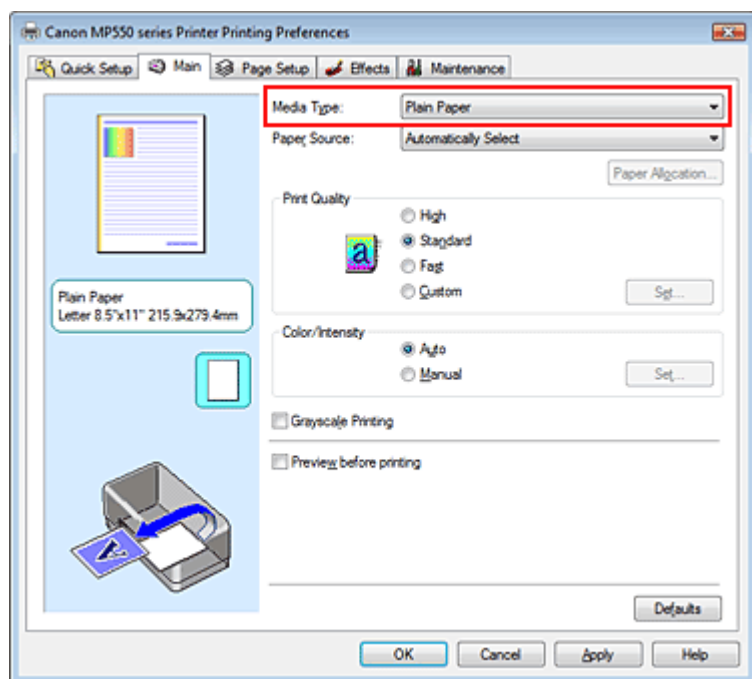 Canon MP550 series Printer Printing Preferences
Quick Setup Main Page Setup Effects Maintenance
Media Type: Plain Paper
Paper Source: Automatically Select
Paper Allocation...
Print Quality
High
a Standard
Fast
Custom Set...
Plain Paper
Letter 8.5"x11" 215.9x279.4mm
Color/Intensity
Auto
Manual Set...
Grayscale Printing
Preview before printing
A
Defaults
OK Cancel Apply Help